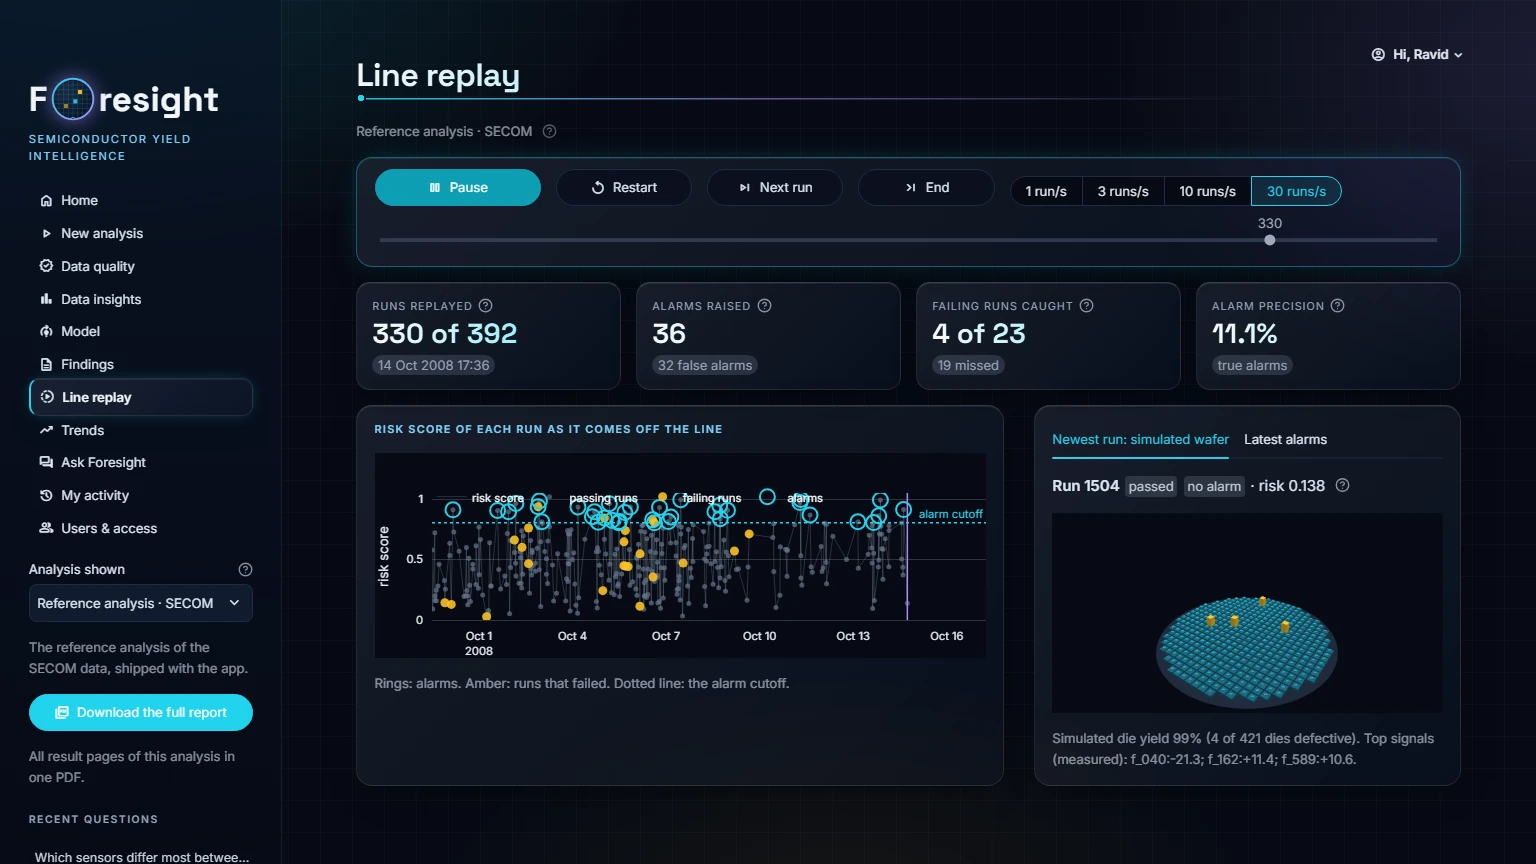 Foresight
SEMICONDUCTOR YIELD
INTELLIGENCE
Home
New analysis
Data quality
Data insights
Model
Findings
Line replay
Trends
Ask Foresight
My activity
Users & access
Analysis shown
Reference analysis · SECOM
The reference analysis of the
SECOM data, shipped with the app.
Download the full report
All result pages of this analysis in
one PDF.
RECENT QUESTIONS
Which sensors differ most betwee...
Hi, Ravid
Line replay
Reference analysis · SECOM
Pause
Restart
Next run
End
1 run/s
3 runs/s
10 runs/s
30 runs/s
330
RUNS REPLAYED
330 of 392
14 Oct 2008 17:36
ALARMS RAISED
36
32 false alarms
FAILING RUNS CAUGHT
4 of 23
19 missed
ALARM PRECISION
11.1%
true alarms
RISK SCORE OF EACH RUN AS IT COMES OFF THE LINE
risk score
passing runs
failing runs
alarms
alarm cutoff
1
0.5
0
risk score
Oct 1
2008
Oct 4
Oct 7
Oct 10
Oct 13
Oct 16
Rings: alarms. Amber: runs that failed. Dotted line: the alarm cutoff.
Newest run: simulated wafer
Latest alarms
Run 1504 passed no alarm · risk 0.138
Simulated die yield 99% (4 of 421 dies defective). Top signals
(measured): f_040:-21.3; f_162:+11.4; f_589:+10.6.